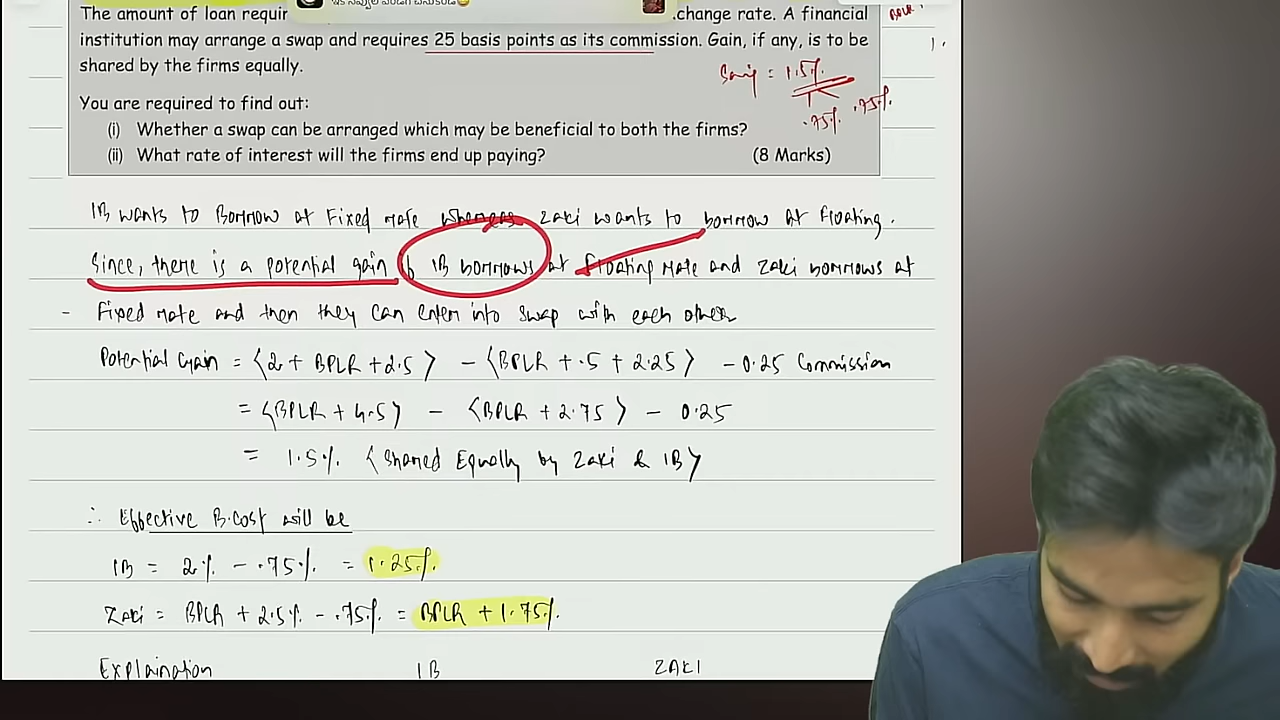 ఇక నవ్వుల పండగ చేసుకుందాం
The amount of loan requir change rate. A financial
institution may arrange a swap and requires 25 basis points as its commission. Gain, if any, is to be
shared by the firms equally.
Saving = 1.5%
.75% .75%
You are required to find out:
(i) Whether a swap can be arranged which may be beneficial to both the firms?
(ii) What rate of interest will the firms end up paying? (8 Marks)
IB wants to Borrow at Fixed Rate whereas Zaki wants to borrow at floating.
Since, there is a potential gain if IB borrows at floating Rate and Zaki borrows at
- Fixed Rate and then they can enter into swap with each other
Potential Gain = (2 + BPLR + 2.5) - (BPLR + .5 + 2.25) - 0.25 Commission
= (BPLR + 4.5) - (BPLR + 2.75) - 0.25
= 1.5% (Shared Equally by Zaki & IB)
∴ Effective B.Cost will be
IB = 2% - .75% = 1.25%
Zaki = BPLR + 2.5% - .75% = BPLR + 1.75%
Explaination IB ZAKI